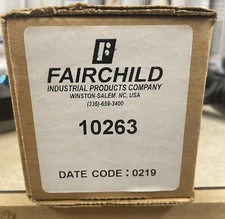 FAIRCHILD
INDUSTRIAL PRODUCTS COMPANY
WINSTON-SALEM, NC, USA
(336)-659-3400
10263
DATE CODE : 0219